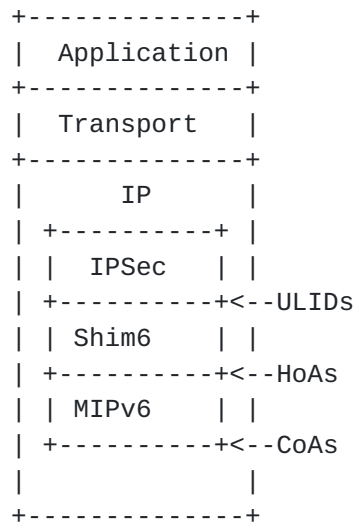 +--------------+
|  Application |
+--------------+
|  Transport   |
+--------------+
|      IP      |
| +----------+ |
| |  IPSec   | |
| +----------+<--ULIDs
| | Shim6    | |
| +----------+<--HoAs
| | MIPv6    | |
| +----------+<--CoAs
|              |
+--------------+